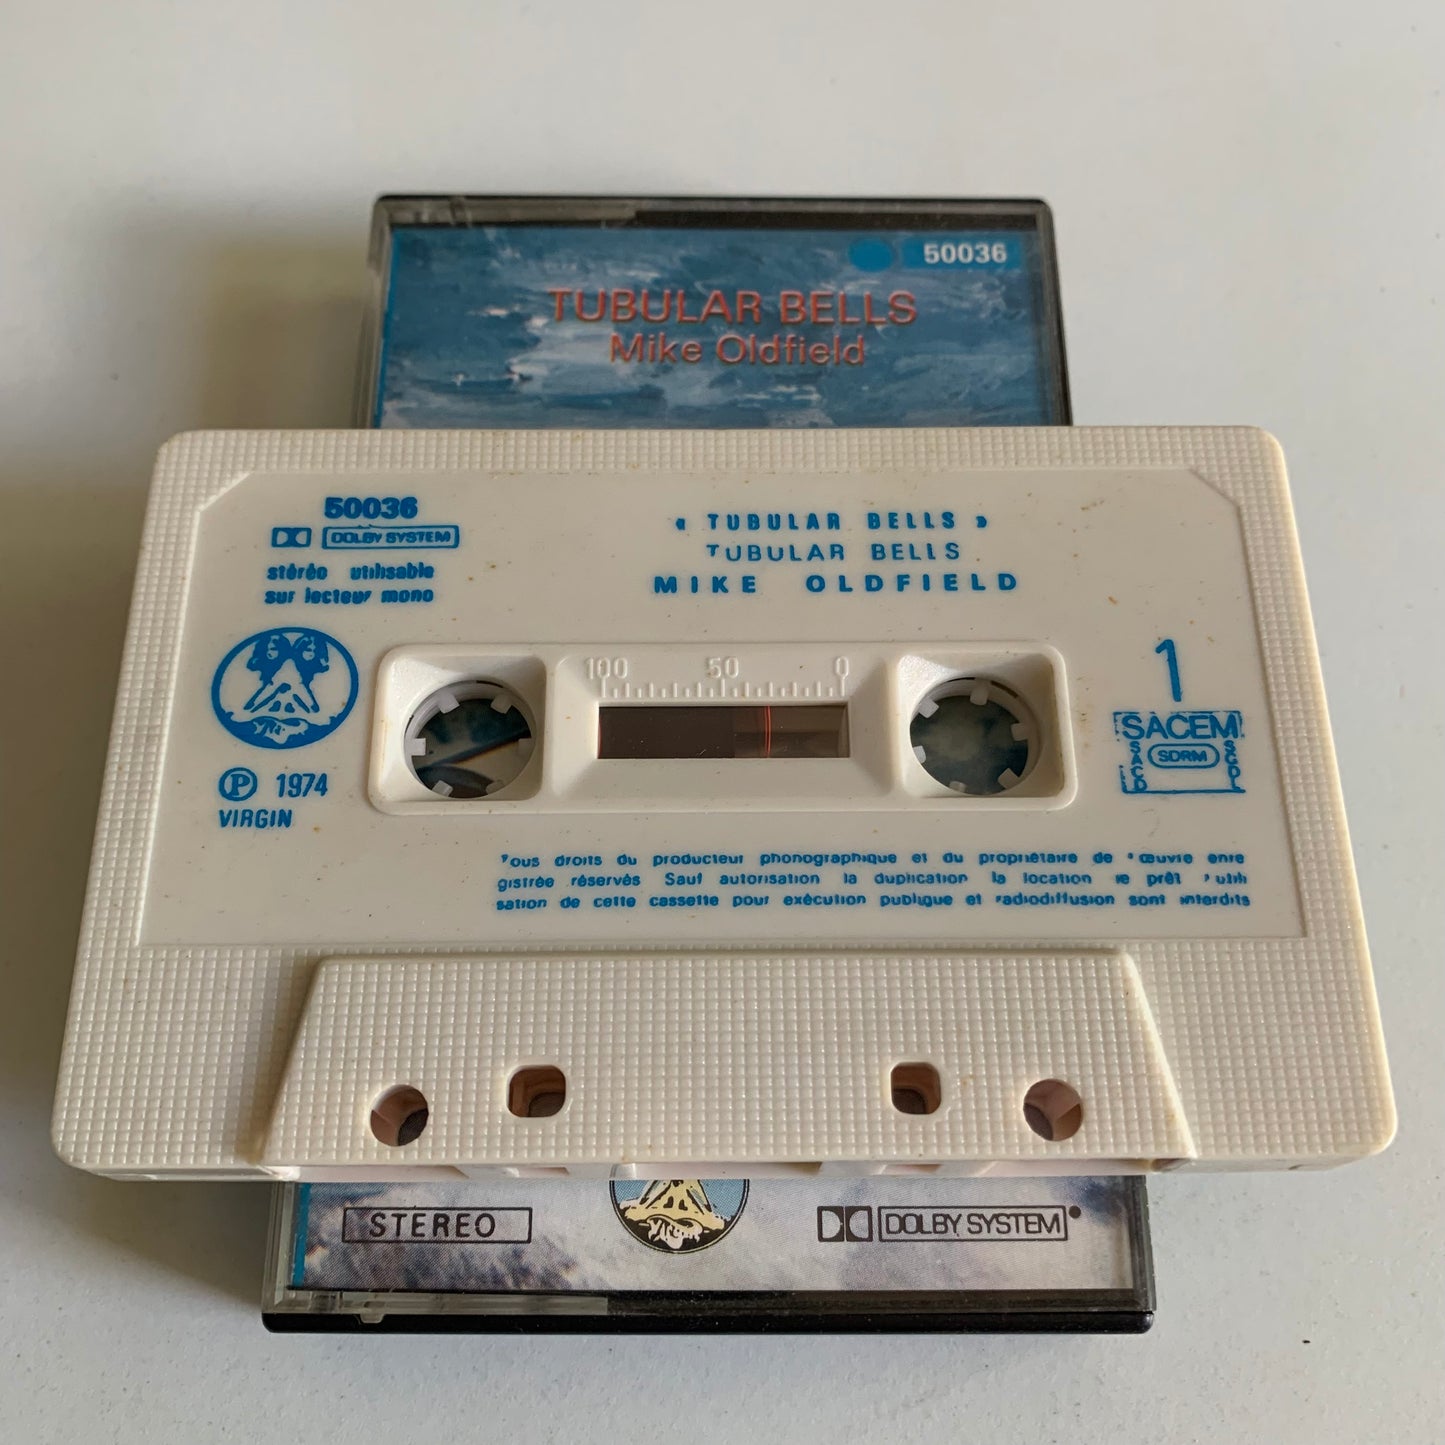 50036
TUBULAR BELLS
Mike Oldfield
50036
DOLBY SYSTEM
stéréo utilisable
sur lecteur mono
« TUBULAR BELLS »
TUBULAR BELLS
MIKE OLDFIELD
100 50 0
1
SACEM
SACD SDRM SGDL
Ⓟ 1974
VIRGIN
Tous droits du producteur phonographique et du propriétaire de l'œuvre enre
gistrée réservés Sauf autorisation la duplication la location le prêt l'utili
sation de cette cassette pour exécution publique et radiodiffusion sont interdits
STEREO
Virgin
DOLBY SYSTEM